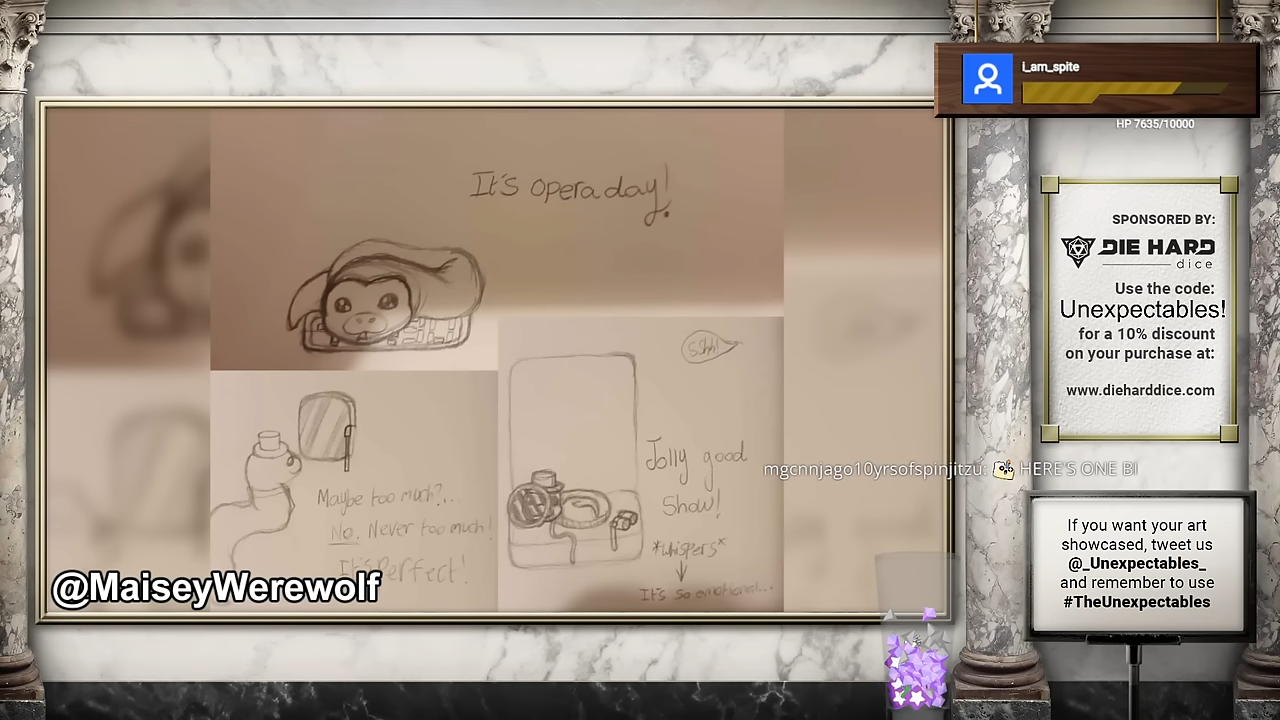 i_am_spite
HP 7635/10000
It's opera day!
SPONSORED BY:
DIE HARD
dice
Use the code:
Unexpectables!
for a 10% discount
on your purchase at:
www.dieharddice.com
Sshh!
Jolly good
Show!
*whispers*
It's so emotional...
Maybe too much?...
No. Never too much!
It's Perfect!
mgcnnjago10yrsofspinjitzu: HERE'S ONE BI
@MaiseyWerewolf
If you want your art
showcased, tweet us
@_Unexpectables_
and remember to use
#TheUnexpectables